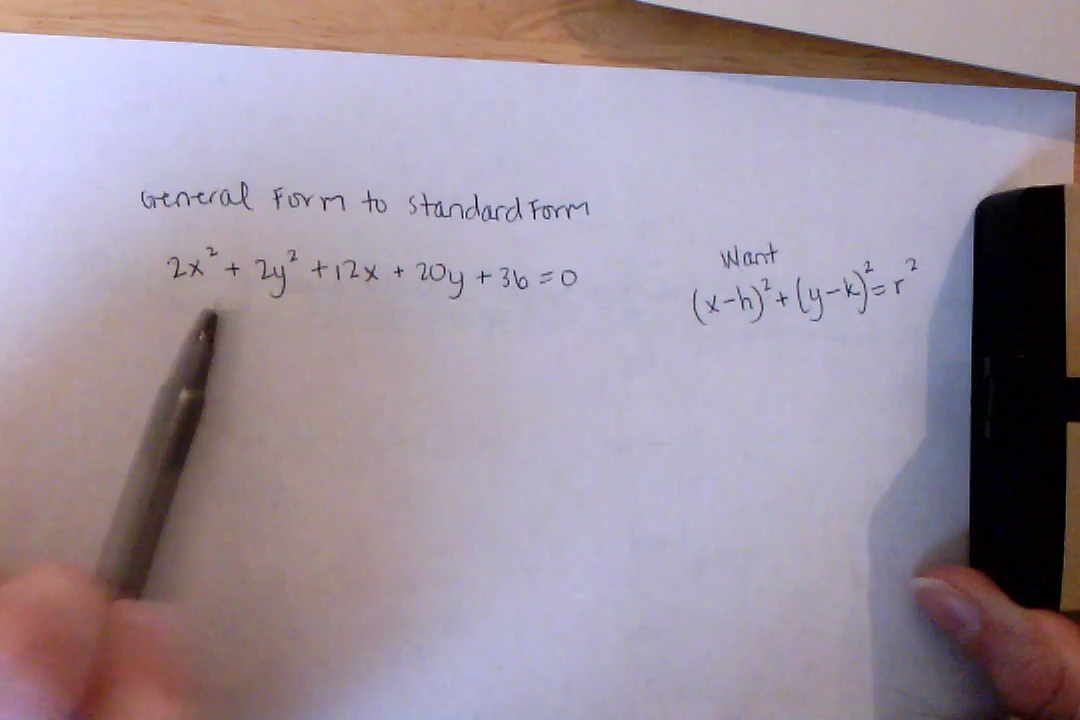 General Form to Standard Form
2x² + 2y² + 12x + 20y + 36 = 0
Want
(x-h)² + (y-k)² = r²